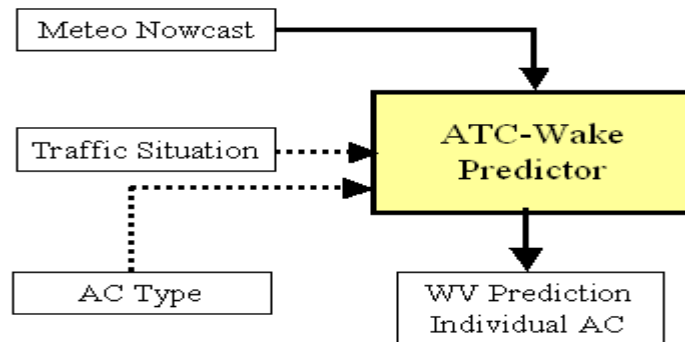 Meteo Nowcast
ATC-Wake
Predictor
Traffic Situation
AC Type
WV Prediction
Individual AC